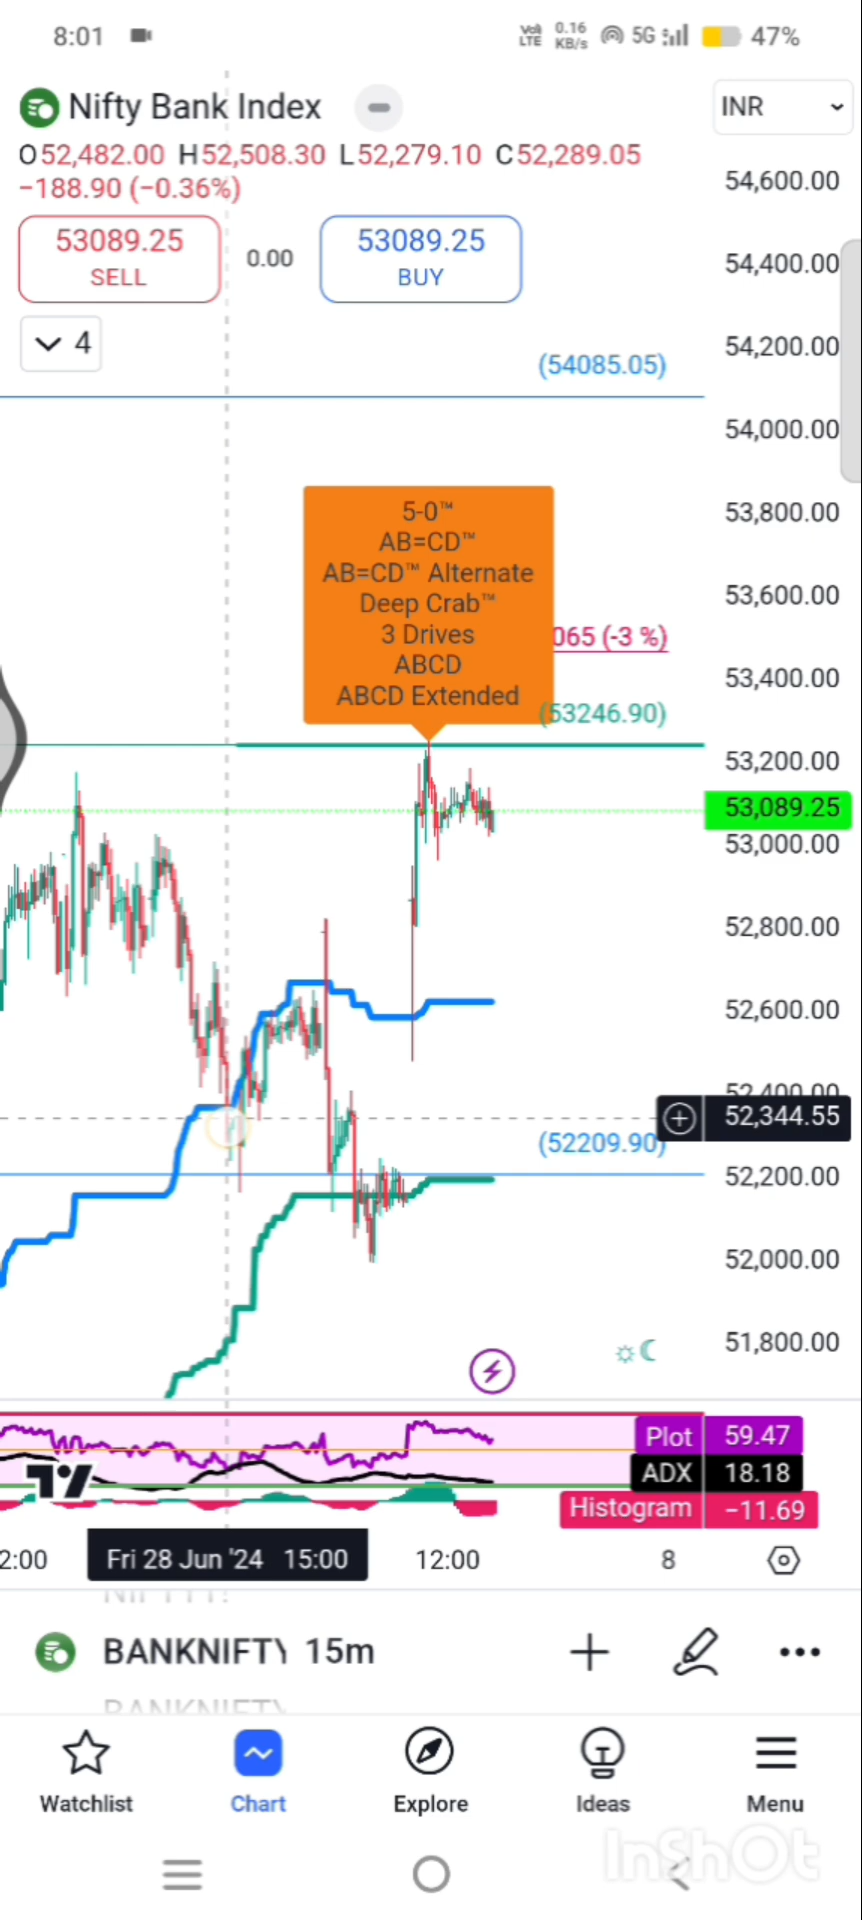 8:01 Vo) LTE 0.16 KB/s 5G 47%
Nifty Bank Index INR
O52,482.00 H52,508.30 L52,279.10 C52,289.05
−188.90 (−0.36%)
54,600.00
53089.25 SELL
0.00
53089.25 BUY
54,400.00
4
54,200.00
(54085.05)
54,000.00
53,800.00
5-0™
AB=CD™
AB=CD™ Alternate
Deep Crab™
3 Drives
ABCD
ABCD Extended
53,600.00
065 (-3 %)
53,400.00
(53246.90)
53,200.00
53,089.25
53,000.00
52,800.00
52,600.00
52,400.00
52,344.55
(52209.90)
52,200.00
52,000.00
51,800.00
Plot 59.47
ADX 18.18
Histogram −11.69
2:00 Fri 28 Jun '24 15:00 12:00 8
BANKNIFTY 15m
BANKNIFTY
Watchlist Chart Explore Ideas Menu
InShOt